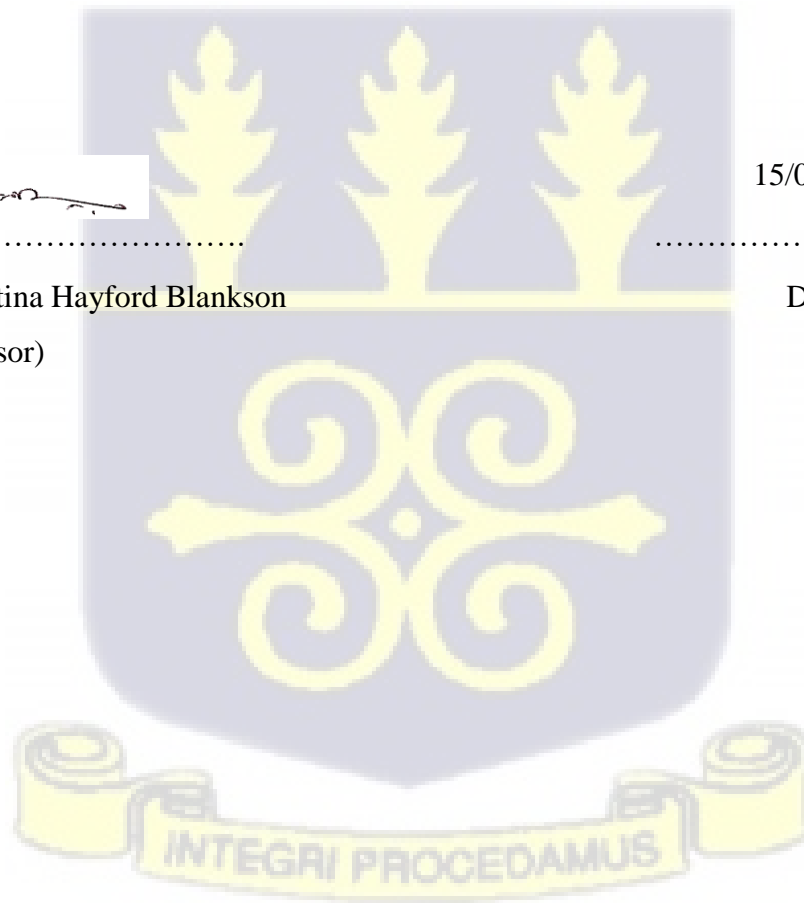 15/0
……………………. ……………
tina Hayford Blankson D
sor)
INTEGRI PROCEDAMUS